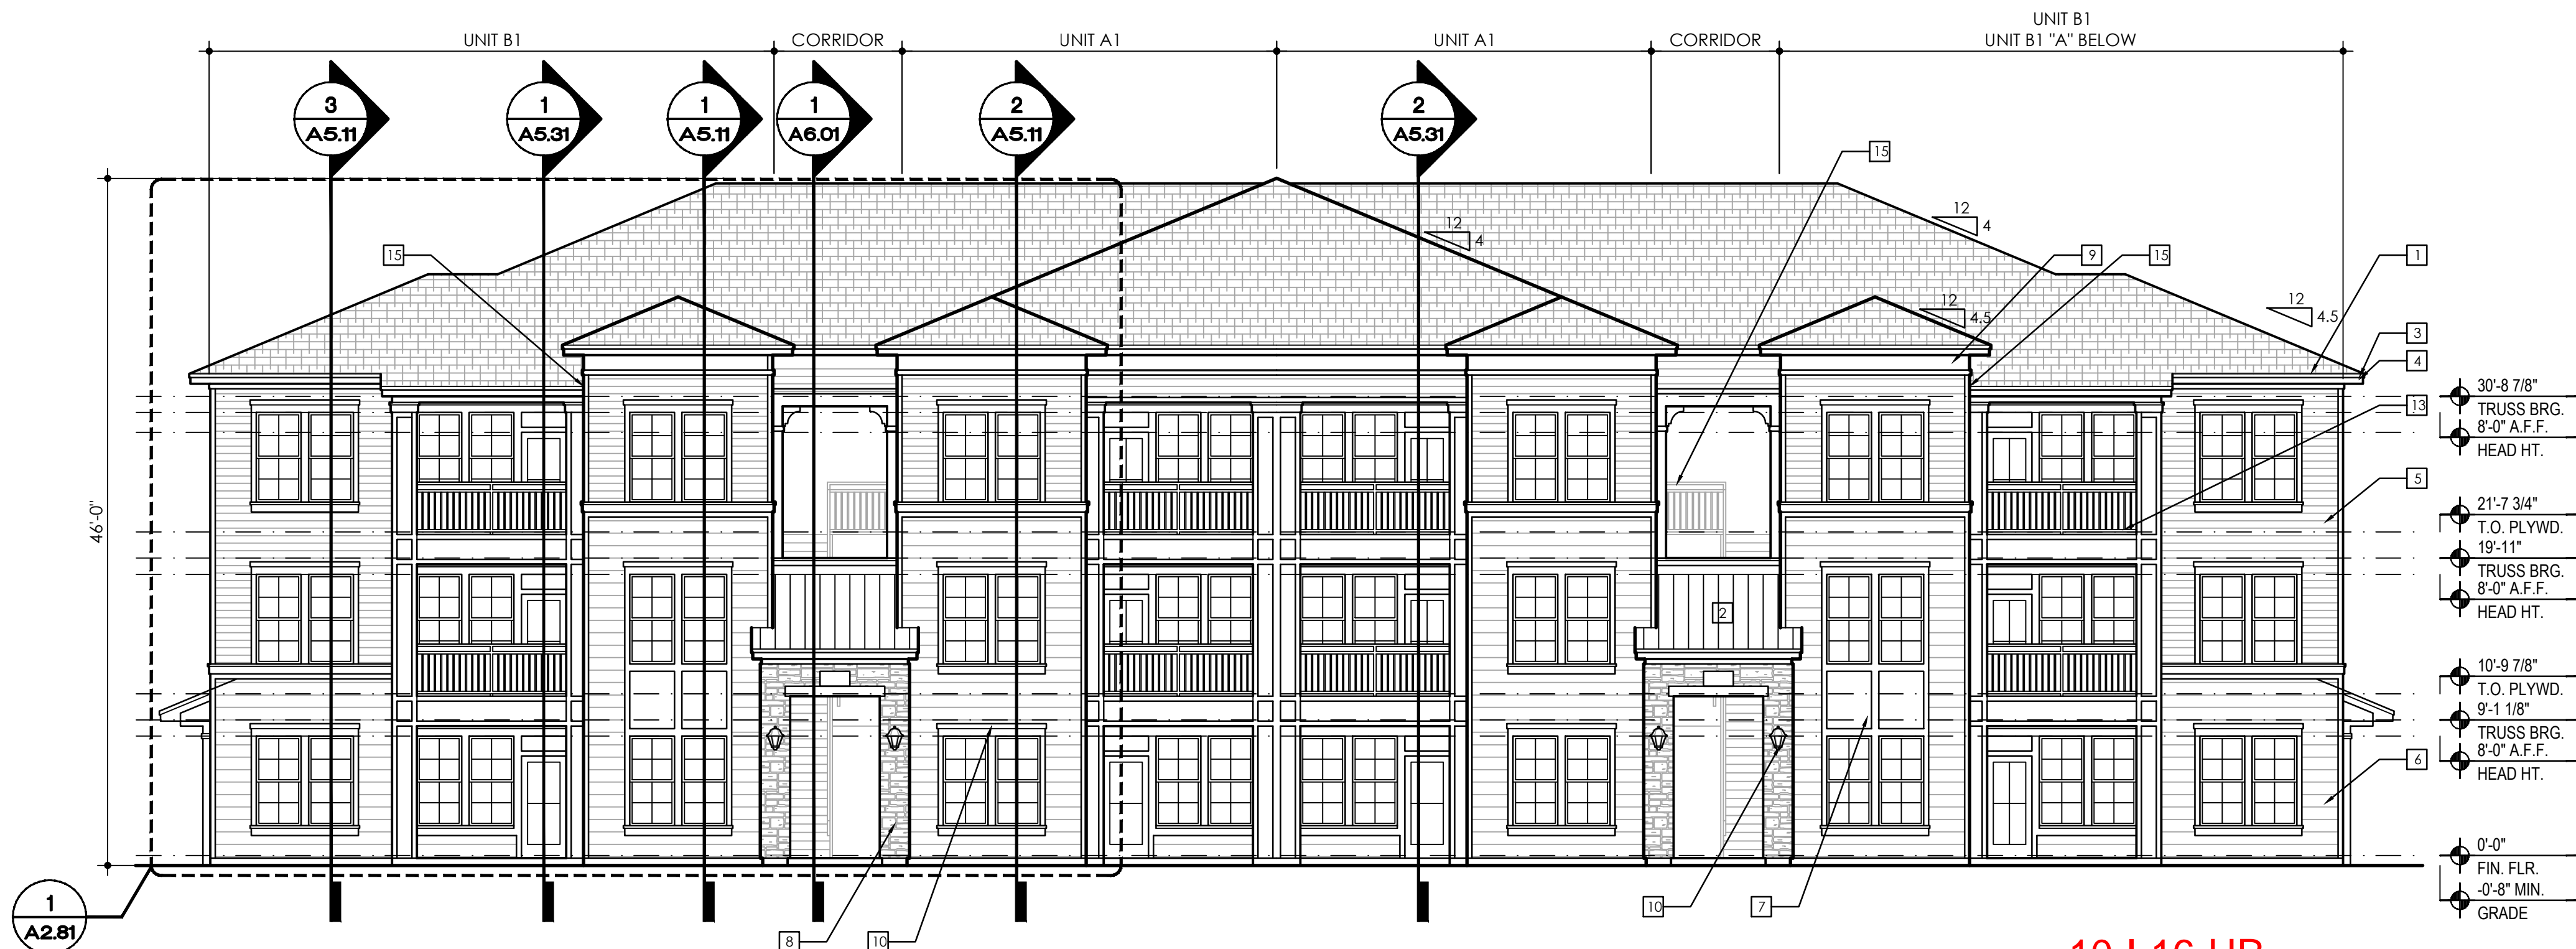 UNIT B1
UNIT B1 CORRIDOR UNIT A1 UNIT A1 CORRIDOR UNIT B1 "A" BELOW
3 1 1 1 2 2
A5.11 A5.31 A5.11 A6.01 A5.11 A5.31
15
12
4
12
4
15
9
15
1
12
4.5
12
4.5
3
4
13
5
2
6
46'-0"
30'-8 7/8"
TRUSS BRG.
8'-0" A.F.F.
HEAD HT.
21'-7 3/4"
T.O. PLYWD.
19'-11"
TRUSS BRG.
8'-0" A.F.F.
HEAD HT.
10'-9 7/8"
T.O. PLYWD.
9'-1 1/8"
TRUSS BRG.
8'-0" A.F.F.
HEAD HT.
0'-0"
FIN. FLR.
-0'-8" MIN.
GRADE
1
A2.81
8
10
10
7